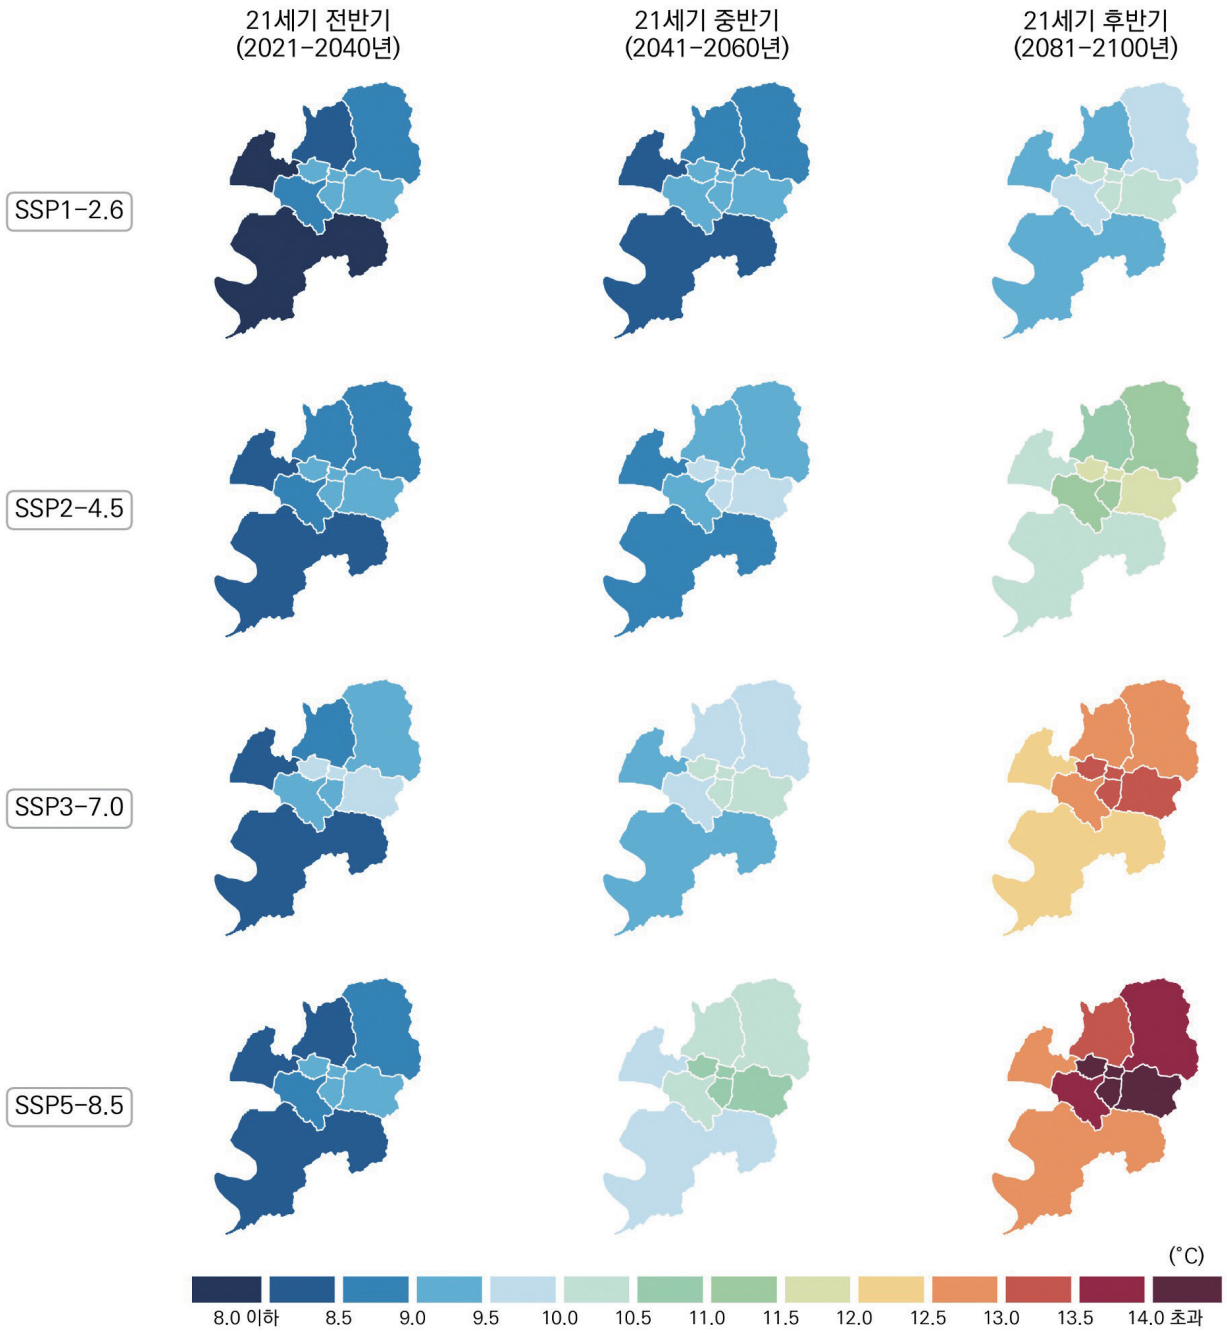 21세기 전반기
(2021-2040년)
21세기 중반기
(2041-2060년)
21세기 후반기
(2081-2100년)
SSP1-2.6
SSP2-4.5
SSP3-7.0
SSP5-8.5
(°C)
8.0 이하 8.5 9.0 9.5 10.0 10.5 11.0 11.5 12.0 12.5 13.0 13.5 14.0 초과